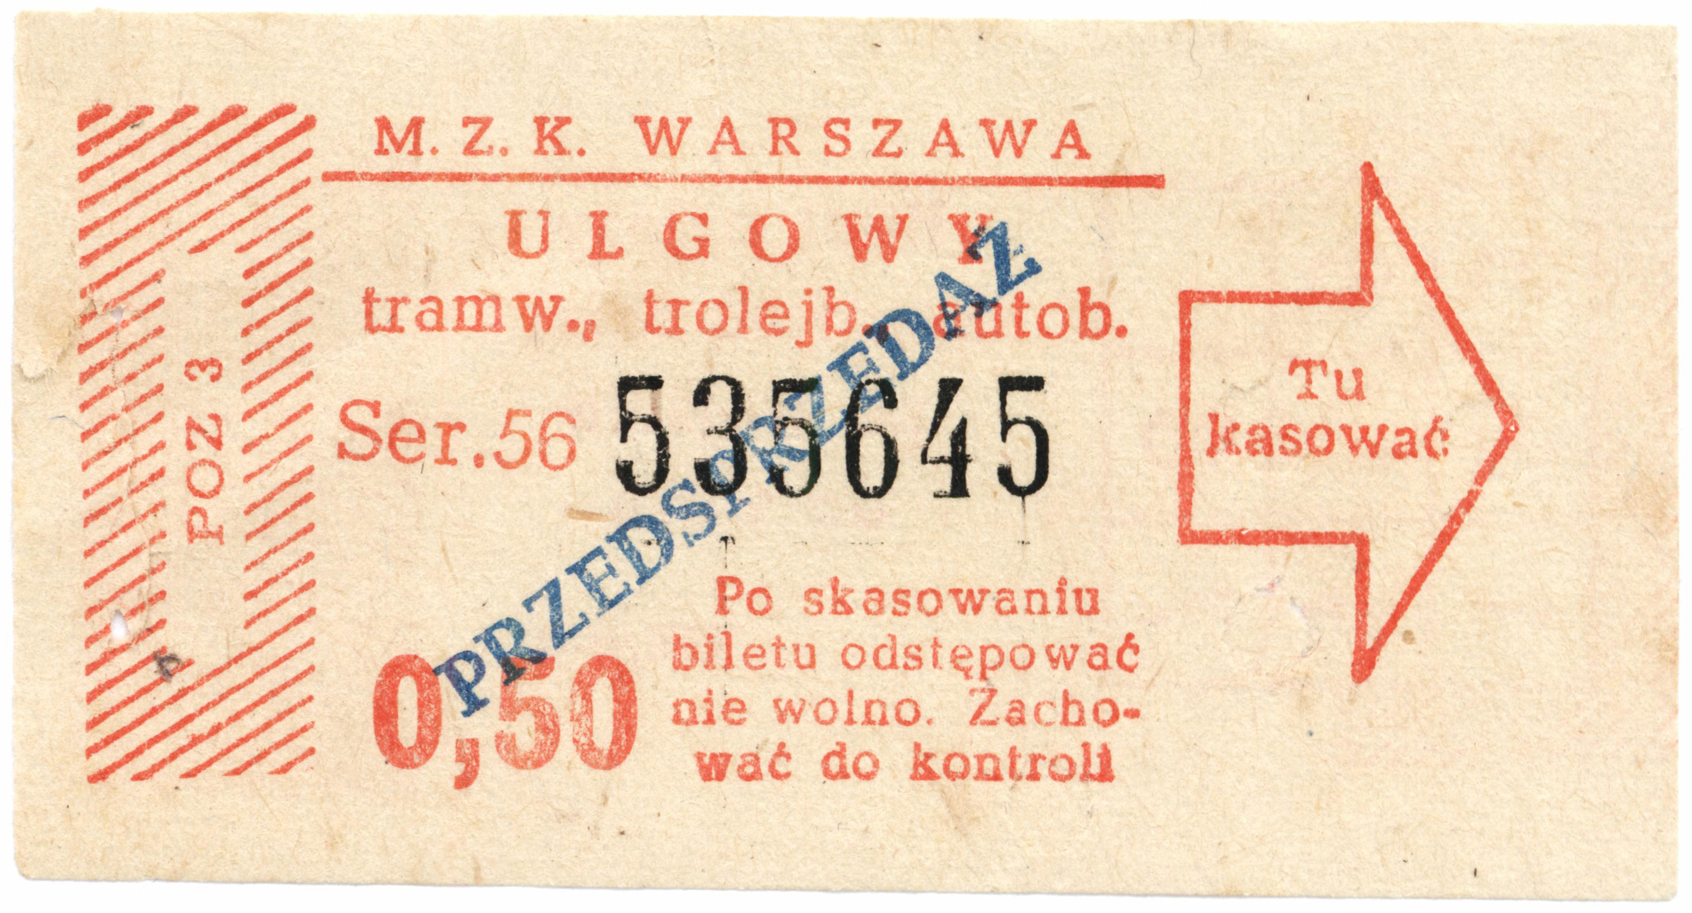 M. Z. K. WARSZAWA
ULGOWY
tramw., trolejb., autob.
Ser. 56 535645
PRZEDSPRZEDAŻ
POZ 3
0,50
Po skasowaniu
biletu odstępować
nie wolno. Zacho-
wać do kontroli
Tu
kasować